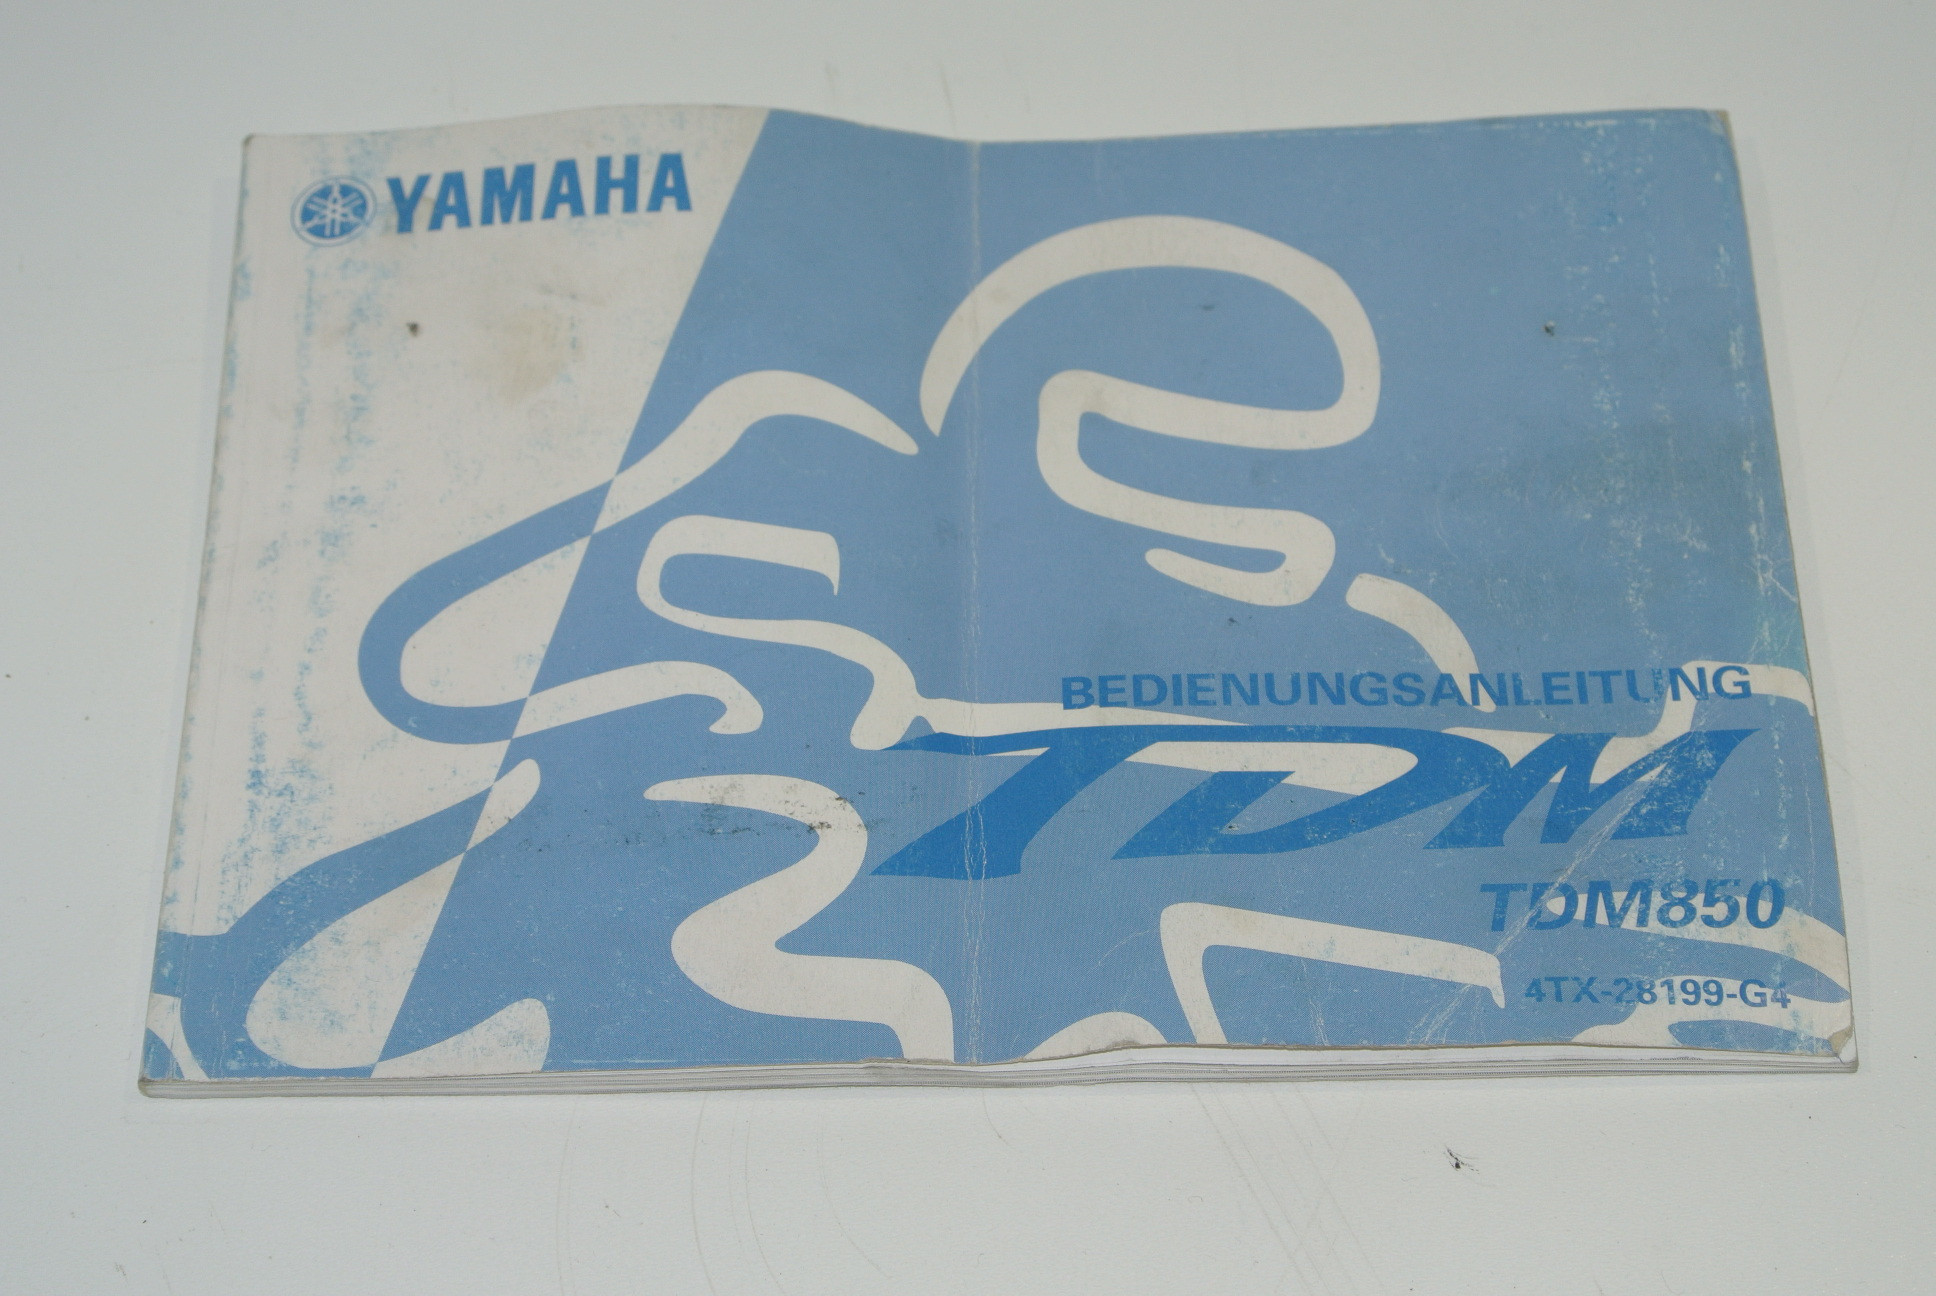 YAMAHA
BEDIENUNGSANLEITUNG
TDM
TDM850
4TX-28199-G4